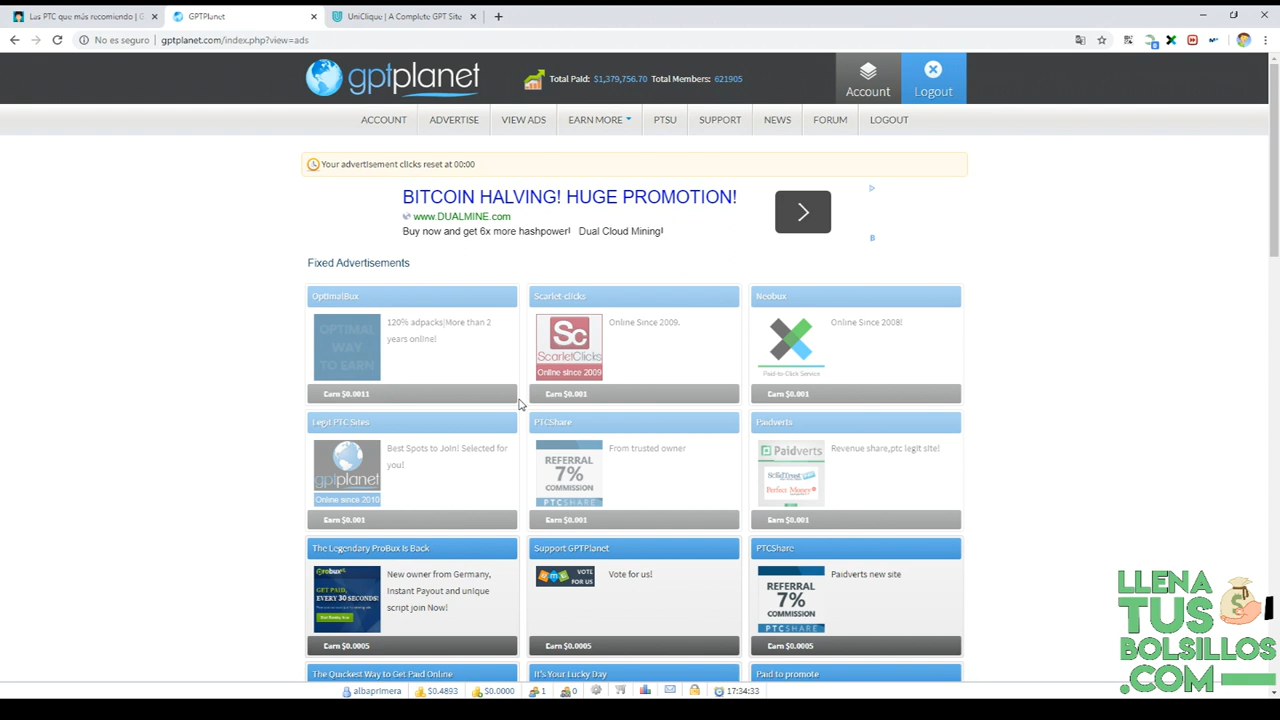 Los PTC que más recomiendo | G
GPTPlanet
UniClique | A Complete GPT Site
No es seguro | gptplanet.com/index.php?view=ads
gptplanet
Total Paid: $1,379,756.70 Total Members: 621905
Account
Logout
ACCOUNT ADVERTISE VIEW ADS EARN MORE PTSU SUPPORT NEWS FORUM LOGOUT
Your advertisement clicks reset at 00:00
BITCOIN HALVING! HUGE PROMOTION!
www.DUALMINE.com
Buy now and get 6x more hashpower! Dual Cloud Mining!
Fixed Advertisements
OptimalBux
OPTIMAL WAY TO EARN
120% adpacks|More than 2
years online!
Earn $0.0011
Scarlet clicks
Sc
ScarletClicks
Online since 2009
Online Since 2009.
Earn $0.001
Neobux
Paid-to-Click Service
Online Since 2008!
Earn $0.001
Legit PTC Sites
gptplanet
Online since 2010
Best Spots to Join! Selected for
you!
Earn $0.001
PTCShare
REFERRAL
7%
COMMISSION
PTCSHARE
From trusted owner
Earn $0.001
Paidverts
Paidverts
SolidTrust
Perfect Money
Revenue share,ptc legit site!
Earn $0.001
The Legendary ProBux Is Back
probux
GET PAID,
EVERY 30 SECONDS!
New owner from Germany,
Instant Payout and unique
script join Now!
Earn $0.0005
Support GPTPlanet
VOTE
FOR US
Vote for us!
Earn $0.0005
PTCShare
REFERRAL
7%
COMMISSION
PTCSHARE
Paidverts new site
Earn $0.0005
The Quickest Way to Get Paid Online
It's Your Lucky Day
Paid to promote
albaprimera $0.4893 $0.0000 1 0 17:34:33
LLENA
TUS
BOLSILLOS
.COM